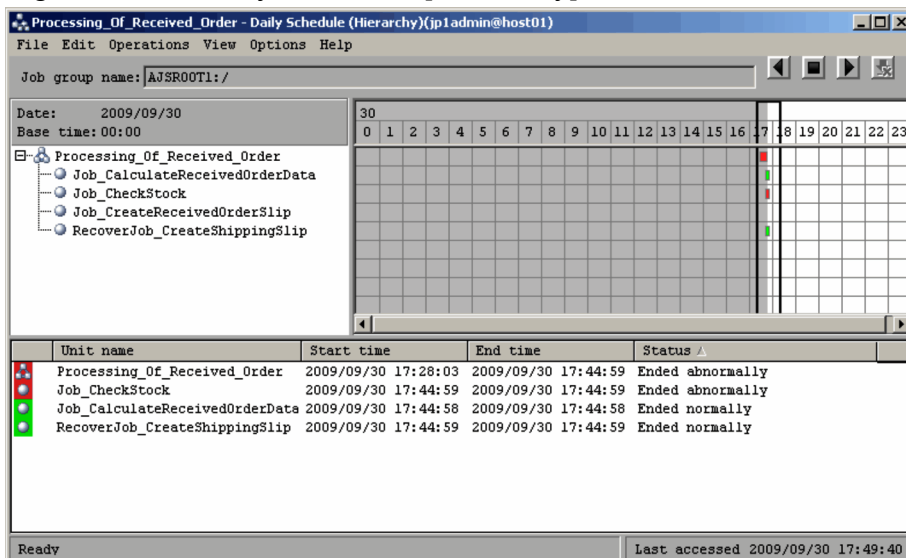 Processing_Of_Received_Order - Daily Schedule (Hierarchy)(jp1admin@host01)
File Edit Operations View Options Help
Job group name: AJSROOT1:/
Date: 2009/09/30
Base time: 00:00
30
0 1 2 3 4 5 6 7 8 9 10 11 12 13 14 15 16 17 18 19 20 21 22 23
Processing_Of_Received_Order
Job_CalculateReceivedOrderData
Job_CheckStock
Job_CreateReceivedOrderSlip
RecoverJob_CreateShippingSlip
Unit name Start time End time Status
Processing_Of_Received_Order 2009/09/30 17:28:03 2009/09/30 17:44:59 Ended abnormally
Job_CheckStock 2009/09/30 17:44:59 2009/09/30 17:44:59 Ended abnormally
Job_CalculateReceivedOrderData 2009/09/30 17:44:58 2009/09/30 17:44:58 Ended normally
RecoverJob_CreateShippingSlip 2009/09/30 17:44:59 2009/09/30 17:44:59 Ended normally
Ready Last accessed 2009/09/30 17:49:40